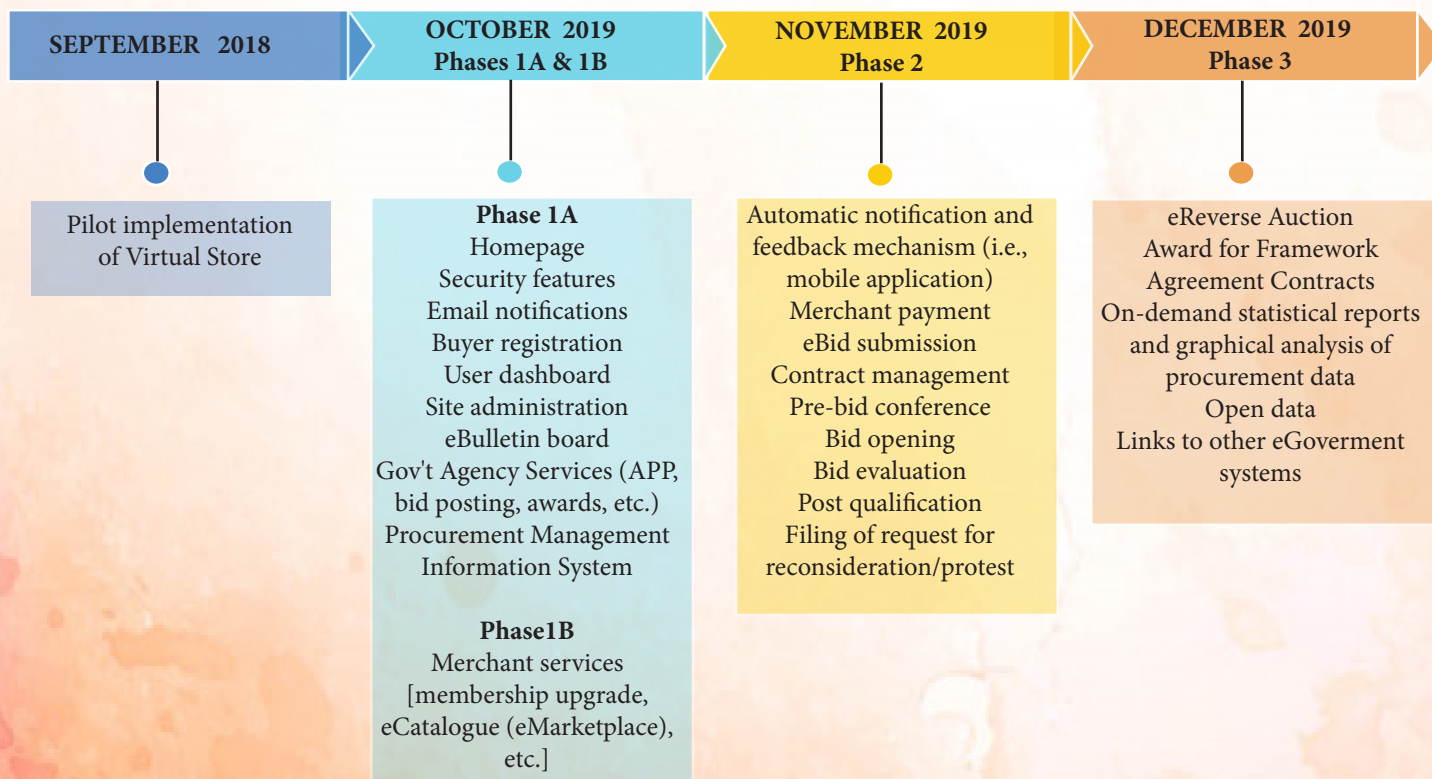 SEPTEMBER 2018
Pilot implementation
of Virtual Store
OCTOBER 2019
Phases 1A & 1B
Phase 1A
Homepage
Security features
Email notifications
Buyer registration
User dashboard
Site administration
eBulletin board
Gov't Agency Services (APP,
bid posting, awards, etc.)
Procurement Management
Information System
Phase1B
Merchant services
[membership upgrade,
eCatalogue (eMarketplace),
etc.]
NOVEMBER 2019
Phase 2
Automatic notification and
feedback mechanism (i.e.,
mobile application)
Merchant payment
eBid submission
Contract management
Pre-bid conference
Bid opening
Bid evaluation
Post qualification
Filing of request for
reconsideration/protest
DECEMBER 2019
Phase 3
eReverse Auction
Award for Framework
Agreement Contracts
On-demand statistical reports
and graphical analysis of
procurement data
Open data
Links to other eGoverment
systems